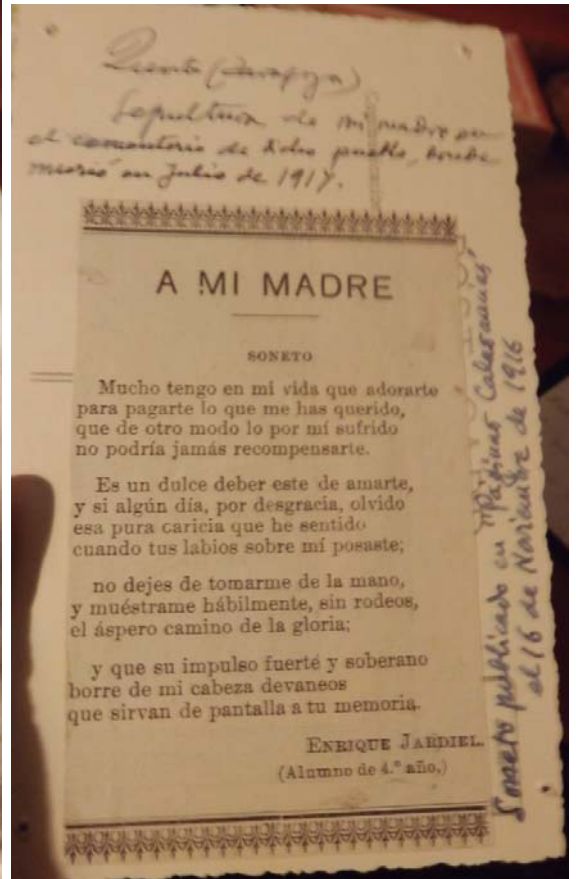 Quinto (Zaragoza)
Sepultura de mi madre en
el cementerio de dicho pueblo, donde
murió en Julio de 1917.
A MI MADRE
SONETO
Mucho tengo en mi vida que adorarte
para pagarte lo que me has querido,
que de otro modo lo por mí sufrido
no podría jamás recompensarte.
Es un dulce deber este de amarte,
y si algún día, por desgracia, olvido
esa pura caricia que he sentido
cuando tus labios sobre mí posaste;
no dejes de tomarme de la mano,
y muéstrame hábilmente, sin rodeos,
el áspero camino de la gloria;
y que su impulso fuerte y soberano
borre de mi cabeza devaneos
que sirvan de pantalla a tu memoria.
ENRIQUE JARDIEL.
(Alumno de 4.º año,)
Soneto publicado en "Páginas Calasancias"
el 16 de Noviembre de 1916